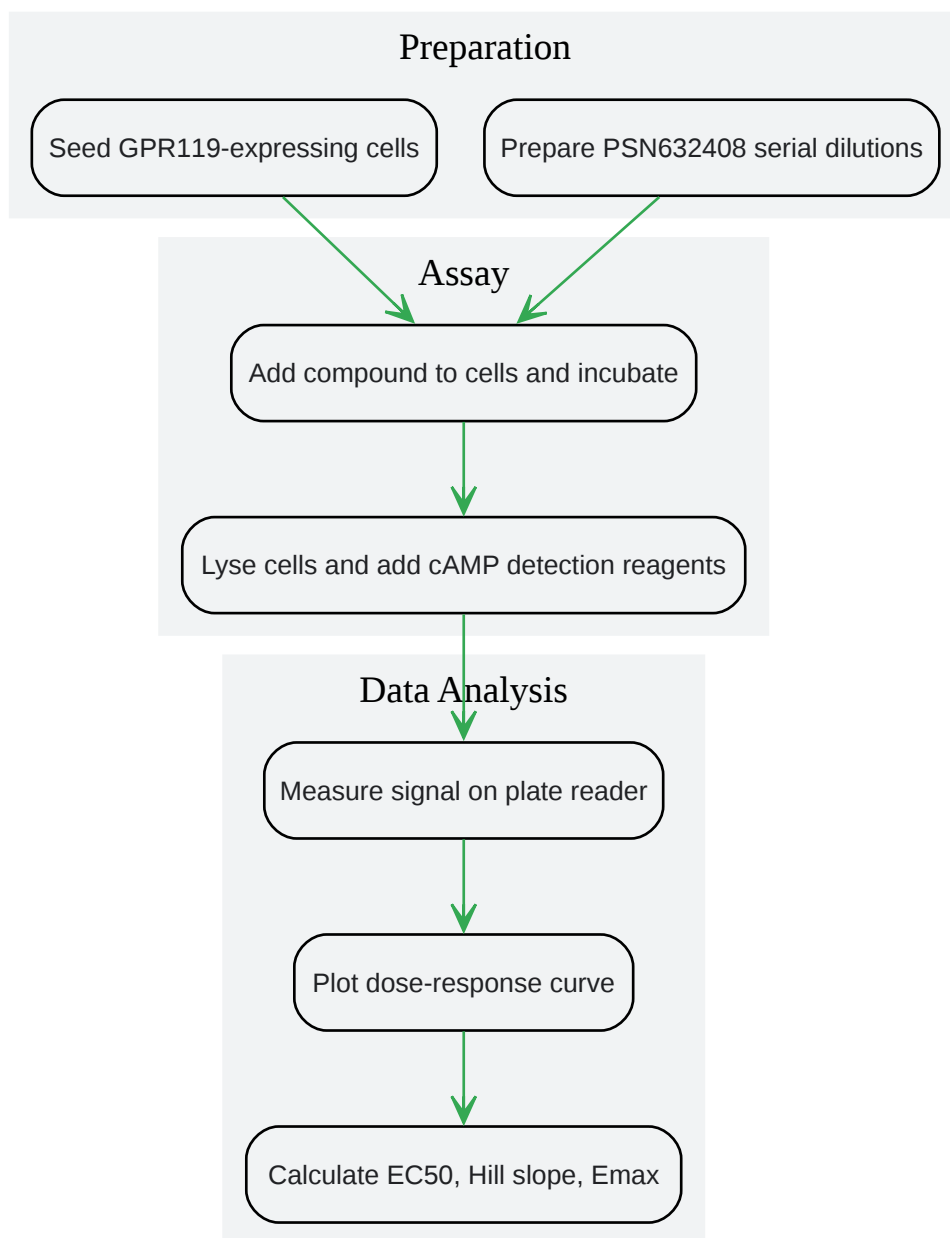 Preparation
Seed GPR119-expressing cells
Prepare PSN632408 serial dilutions
Assay
Add compound to cells and incubate
Lyse cells and add cAMP detection reagents
Data Analysis
Measure signal on plate reader
Plot dose-response curve
Calculate EC50, Hill slope, Emax